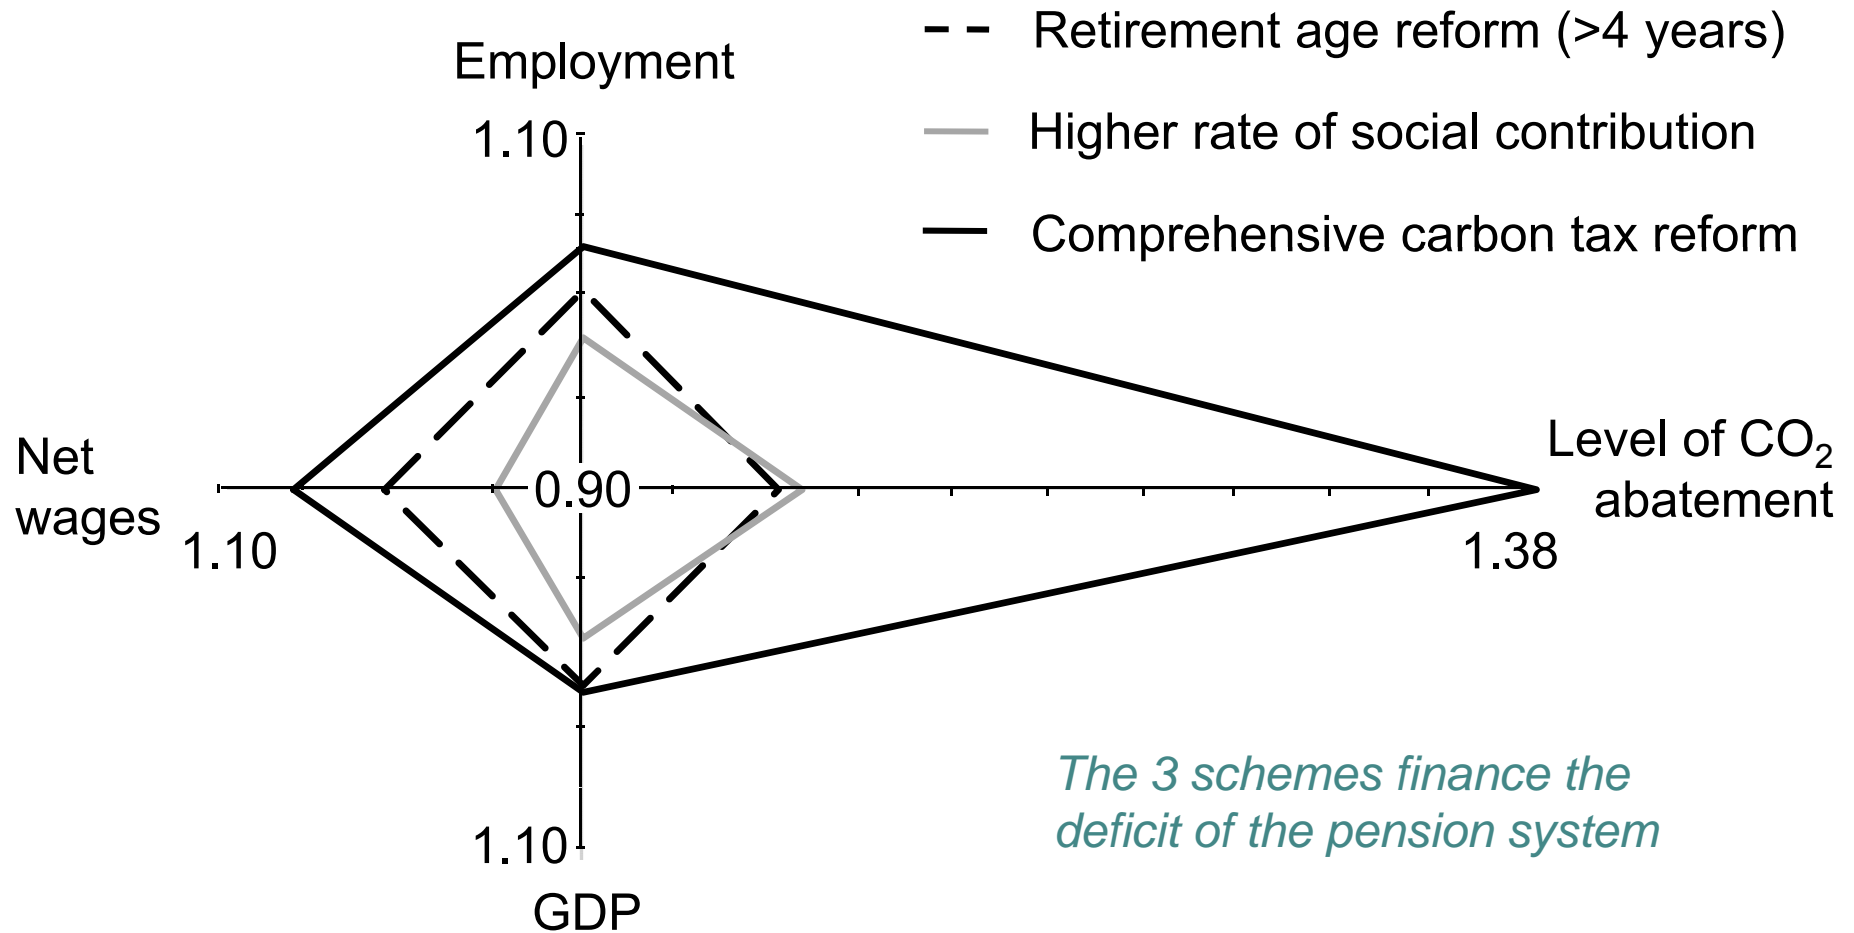 Retirement age reform (>4 years)
Employment
1.10
Higher rate of social contribution
Comprehensive carbon tax reform
Net
wages
1.10
0.90
Level of CO₂
abatement
1.38
The 3 schemes finance the
deficit of the pension system
1.10
GDP